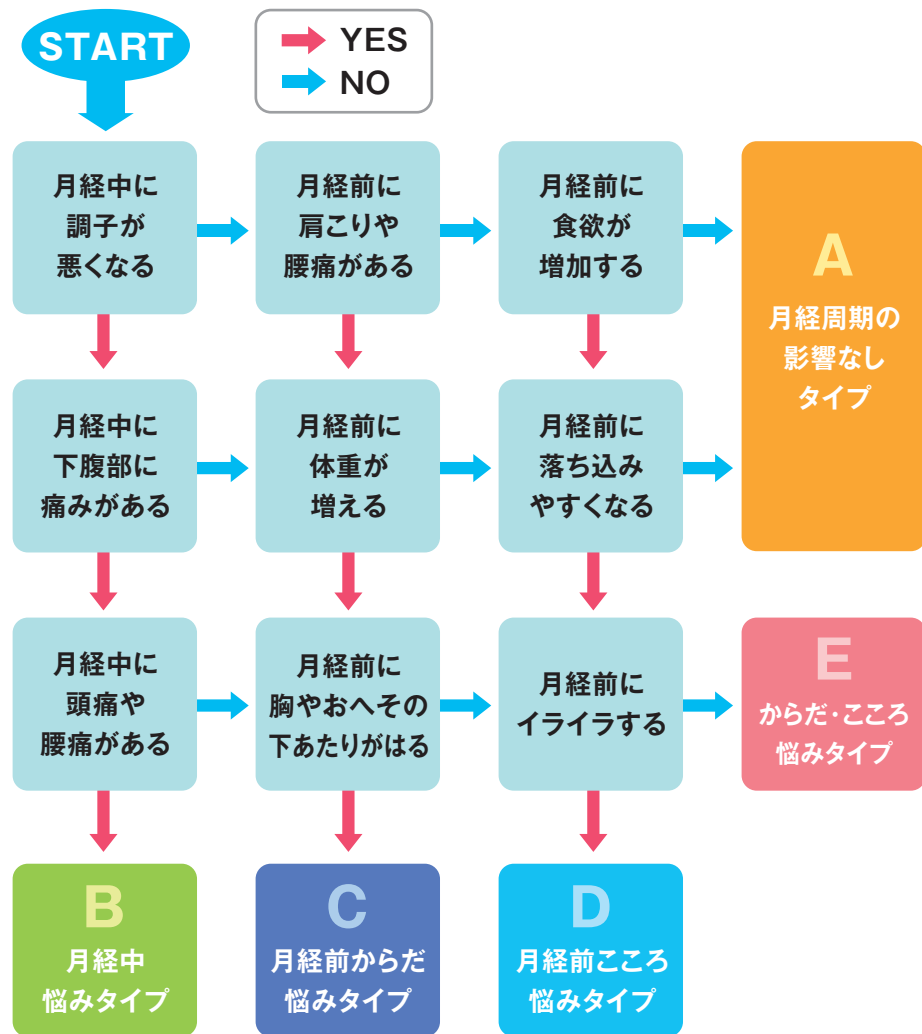 START
YES
NO
月経中に
調子が
悪くなる
月経前に
肩こりや
腰痛がある
月経前に
食欲が
増加する
A
月経周期の
影響なし
タイプ
月経中に
下腹部に
痛みがある
月経前に
体重が
増える
月経前に
落ち込み
やすくなる
月経中に
頭痛や
腰痛がある
月経前に
胸やおへその
下あたりがはる
月経前に
イライラする
E
からだ・こころ
悩みタイプ
B
月経中
悩みタイプ
C
月経前からだ
悩みタイプ
D
月経前こころ
悩みタイプ